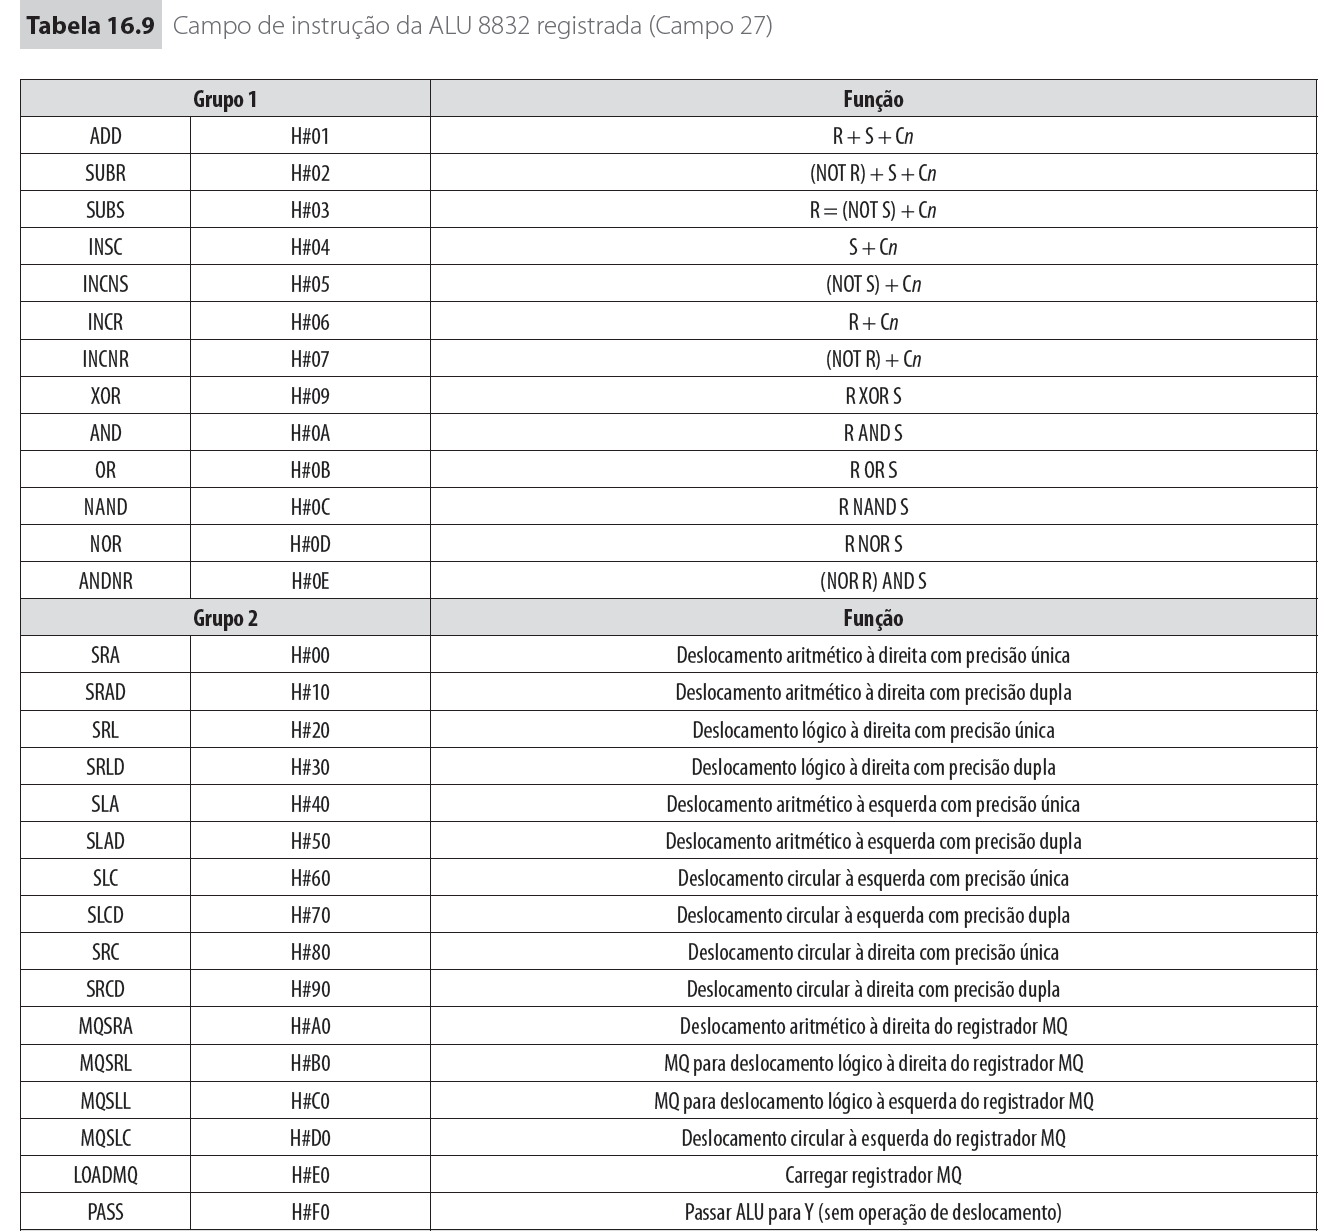 Tabela 16.9 Campo de instrução da ALU 8832 registrada (Campo 27)
Grupo 1 Função
ADD H#01 R + S + Cn
SUBR H#02 (NOT R) + S + Cn
SUBS H#03 R = (NOT S) + Cn
INSC H#04 S + Cn
INCNS H#05 (NOT S) + Cn
INCR H#06 R + Cn
INCNR H#07 (NOT R) + Cn
XOR H#09 R XOR S
AND H#0A R AND S
OR H#0B R OR S
NAND H#0C R NAND S
NOR H#0D R NOR S
ANDNR H#0E (NOR R) AND S
Grupo 2 Função
SRA H#00 Deslocamento aritmético à direita com precisão única
SRAD H#10 Deslocamento aritmético à direita com precisão dupla
SRL H#20 Deslocamento lógico à direita com precisão única
SRLD H#30 Deslocamento lógico à direita com precisão dupla
SLA H#40 Deslocamento aritmético à esquerda com precisão única
SLAD H#50 Deslocamento aritmético à esquerda com precisão dupla
SLC H#60 Deslocamento circular à esquerda com precisão única
SLCD H#70 Deslocamento circular à esquerda com precisão dupla
SRC H#80 Deslocamento circular à direita com precisão única
SRCD H#90 Deslocamento circular à direita com precisão dupla
MQSRA H#A0 Deslocamento aritmético à direita do registrador MQ
MQSRL H#B0 MQ para deslocamento lógico à direita do registrador MQ
MQSLL H#C0 MQ para deslocamento lógico à esquerda do registrador MQ
MQSLC H#D0 Deslocamento circular à esquerda do registrador MQ
LOADMQ H#E0 Carregar registrador MQ
PASS H#F0 Passar ALU para Y (sem operação de deslocamento)